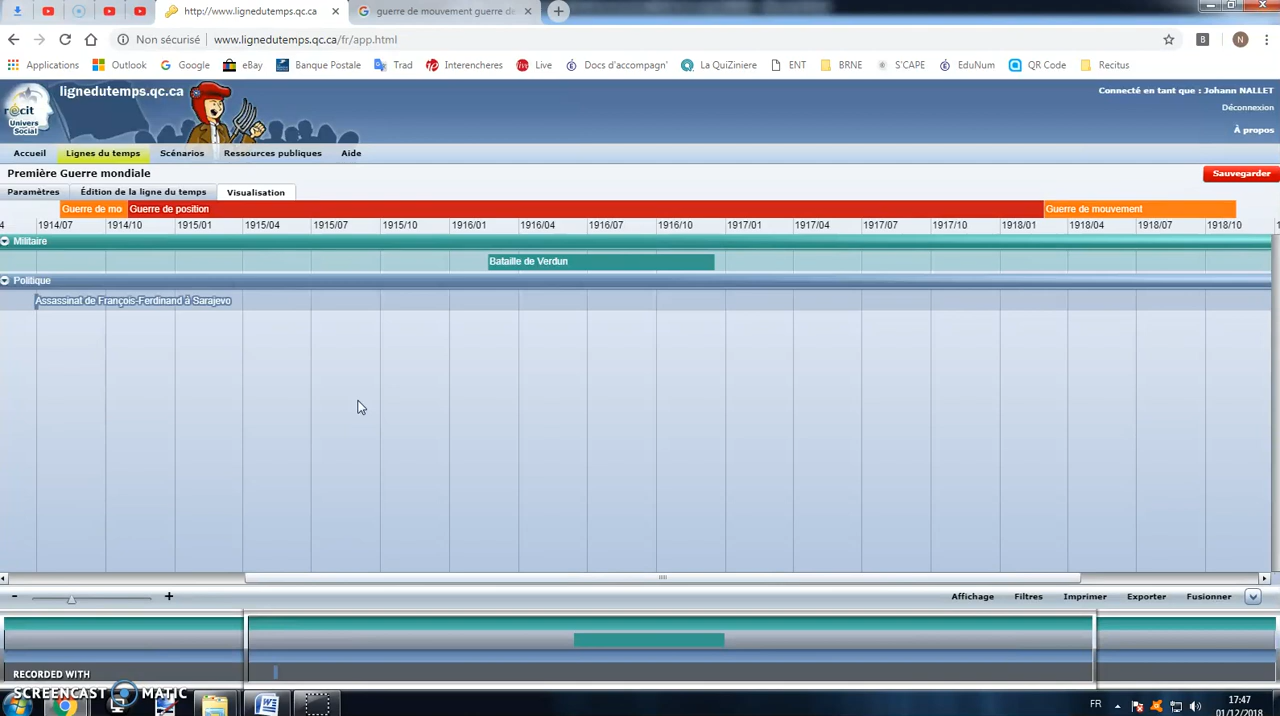 http://www.lignedutemps.qc.ca
guerre de mouvement guerre de
Non sécurisé
www.lignedutemps.qc.ca/fr/app.html
B
N
Applications
Outlook
Google
eBay
Banque Postale
Trad
Interencheres
Live
Docs d'accompagn'
La QuiZiniere
ENT
BRNE
S'CAPE
EduNum
QR Code
Recitus
lignedutemps.qc.ca
récit
Univers
Social
Connecté en tant que : Johann NALLET
Déconnexion
À propos
Accueil
Lignes du temps
Scénarios
Ressources publiques
Aide
Première Guerre mondiale
Sauvegarder
Paramètres
Édition de la ligne du temps
Visualisation
Guerre de mo
Guerre de position
Guerre de mouvement
4 1914/07 1914/10 1915/01 1915/04 1915/07 1915/10 1916/01 1916/04 1916/07 1916/10 1917/01 1917/04 1917/07 1917/10 1918/01 1918/04 1918/07 1918/10
Militaire
Bataille de Verdun
Politique
Assassinat de François-Ferdinand à Sarajevo
- +
Affichage
Filtres
Imprimer
Exporter
Fusionner
RECORDED WITH
SCREENCAST MATIC
FR
17:47
01/12/2018